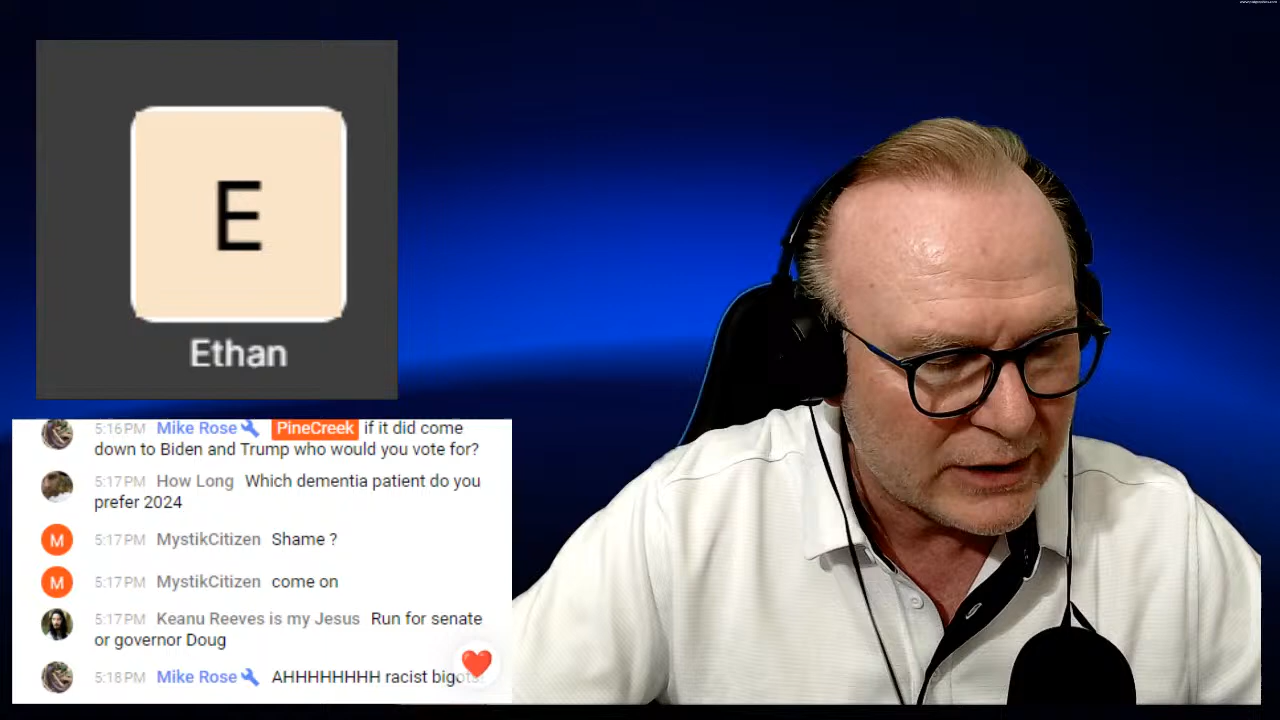 E
Ethan
5:16PM Mike Rose PineCreek if it did come
down to Biden and Trump who would you vote for?
5:17PM How Long Which dementia patient do you
prefer 2024
M 5:17PM MystikCitizen Shame ?
M 5:17PM MystikCitizen come on
5:17PM Keanu Reeves is my Jesus Run for senate
or governor Doug
5:18PM Mike Rose AHHHHHHHH racist bigots!